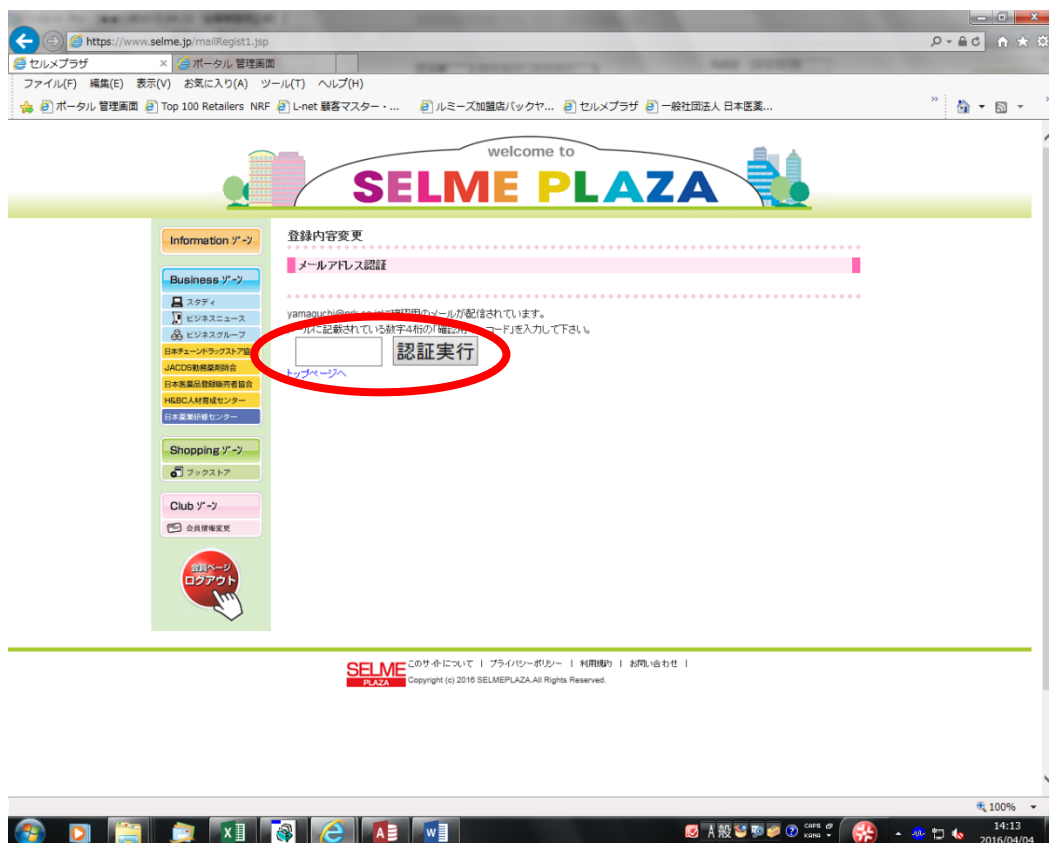 https://www.selme.jp/mailRegist1.jsp
セルメプラザ
ポータル 管理画面
ファイル(F) 編集(E) 表示(V) お気に入り(A) ツール(T) ヘルプ(H)
ポータル 管理画面 Top 100 Retailers NRF L-net 顧客マスター・... ルミーズ加盟店バックヤ... セルメプラザ 一般社団法人 日本医薬...
welcome to
SELME PLAZA
Information ゾーン
登録内容変更
メールアドレス認証
Business ゾーン
スタディ
ビジネスニュース
ビジネスグループ
日本チェーンドラッグストア協
JACDS勤務薬剤師会
日本医薬品登録販売者協会
H&BC人材育成センター
日本薬業研修センター
に確認用のメールが配信されています。
に記載されている数字4桁の「確認用 コード」を入力して下さい。
認証実行
トップページへ
Shopping ゾーン
ブックストア
Club ゾーン
会員情報変更
会員ページ
ログアウト
SELME
PLAZA
このサイトについて | プライバシーポリシー | 利用規約 | お問い合わせ |
Copyright (c) 2016 SELMEPLAZA.All Rights Reserved.
100%
A 般
CAPS
KANA
14:13
2016/04/04